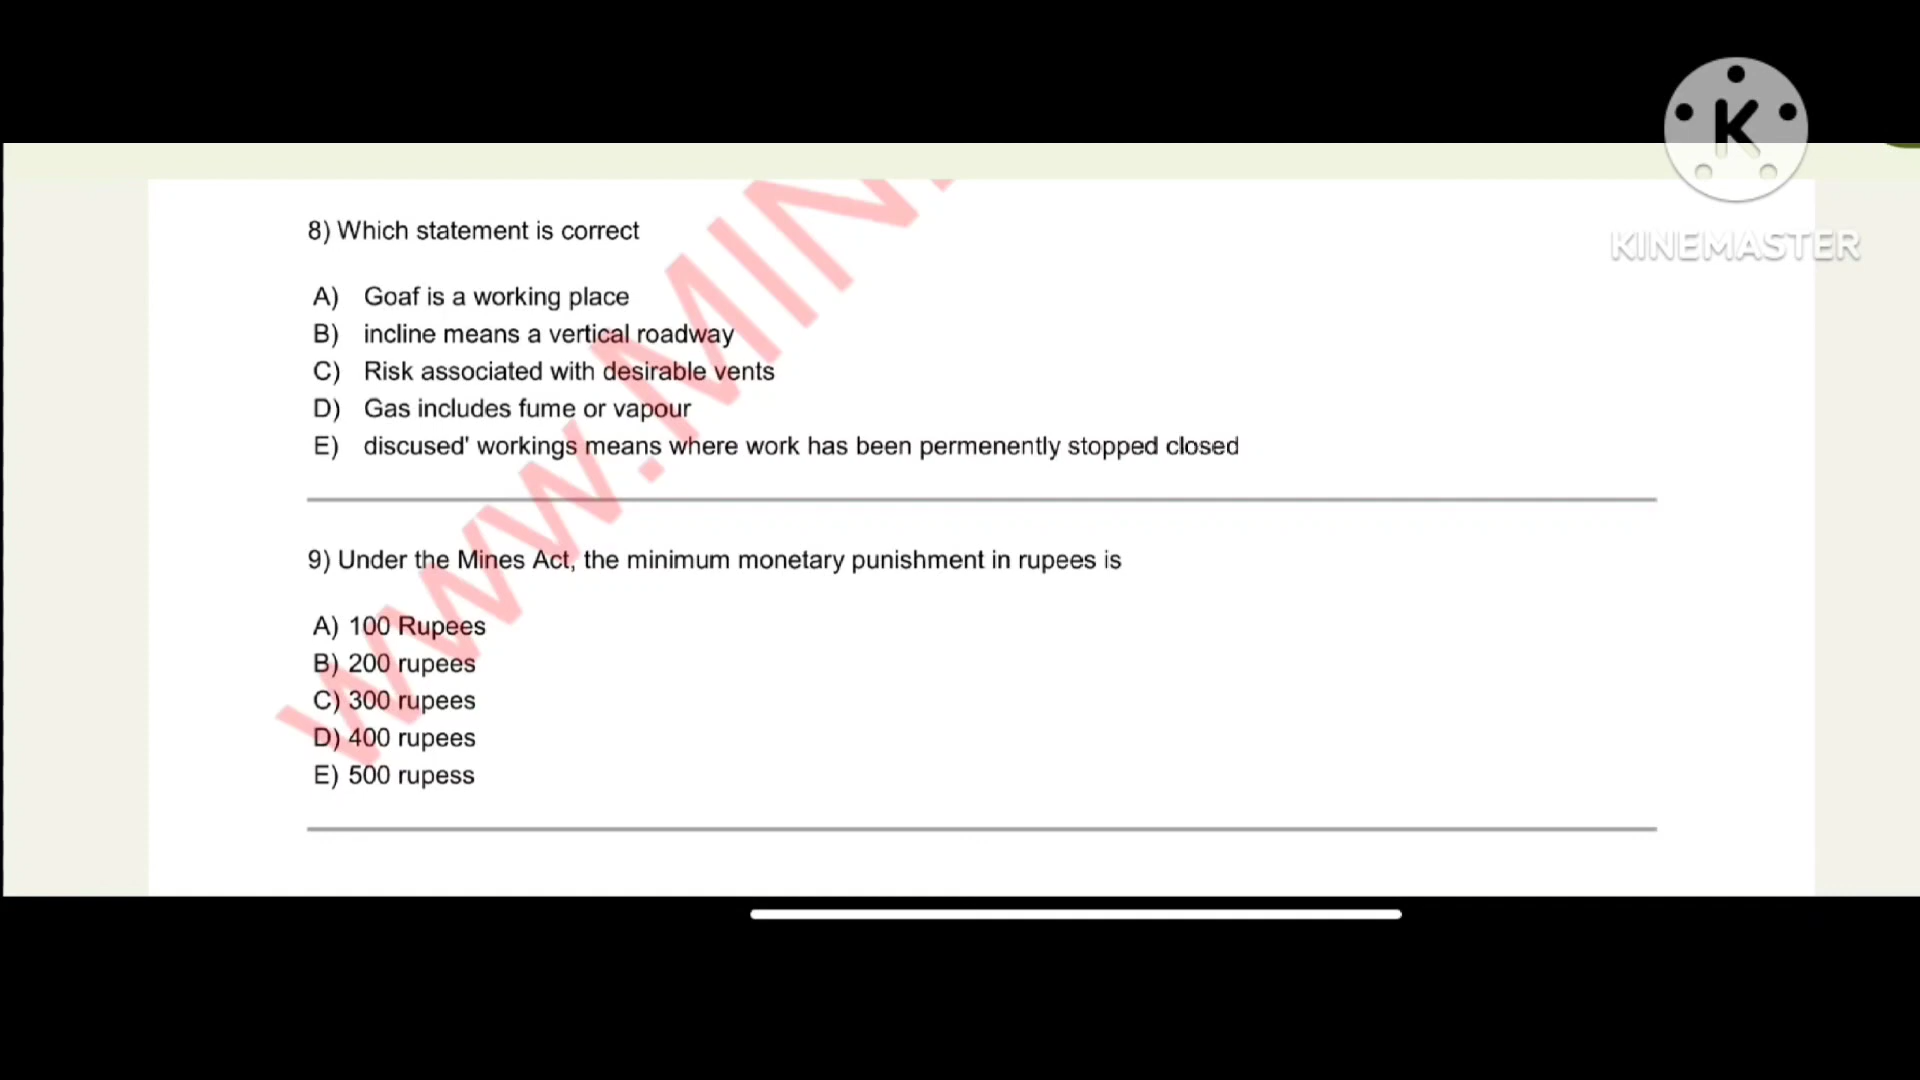 K
KINEMASTER
www.MIN
8) Which statement is correct
A) Goaf is a working place
B) incline means a vertical roadway
C) Risk associated with desirable vents
D) Gas includes fume or vapour
E) discused' workings means where work has been permenently stopped closed
9) Under the Mines Act, the minimum monetary punishment in rupees is
A) 100 Rupees
B) 200 rupees
C) 300 rupees
D) 400 rupees
E) 500 rupess